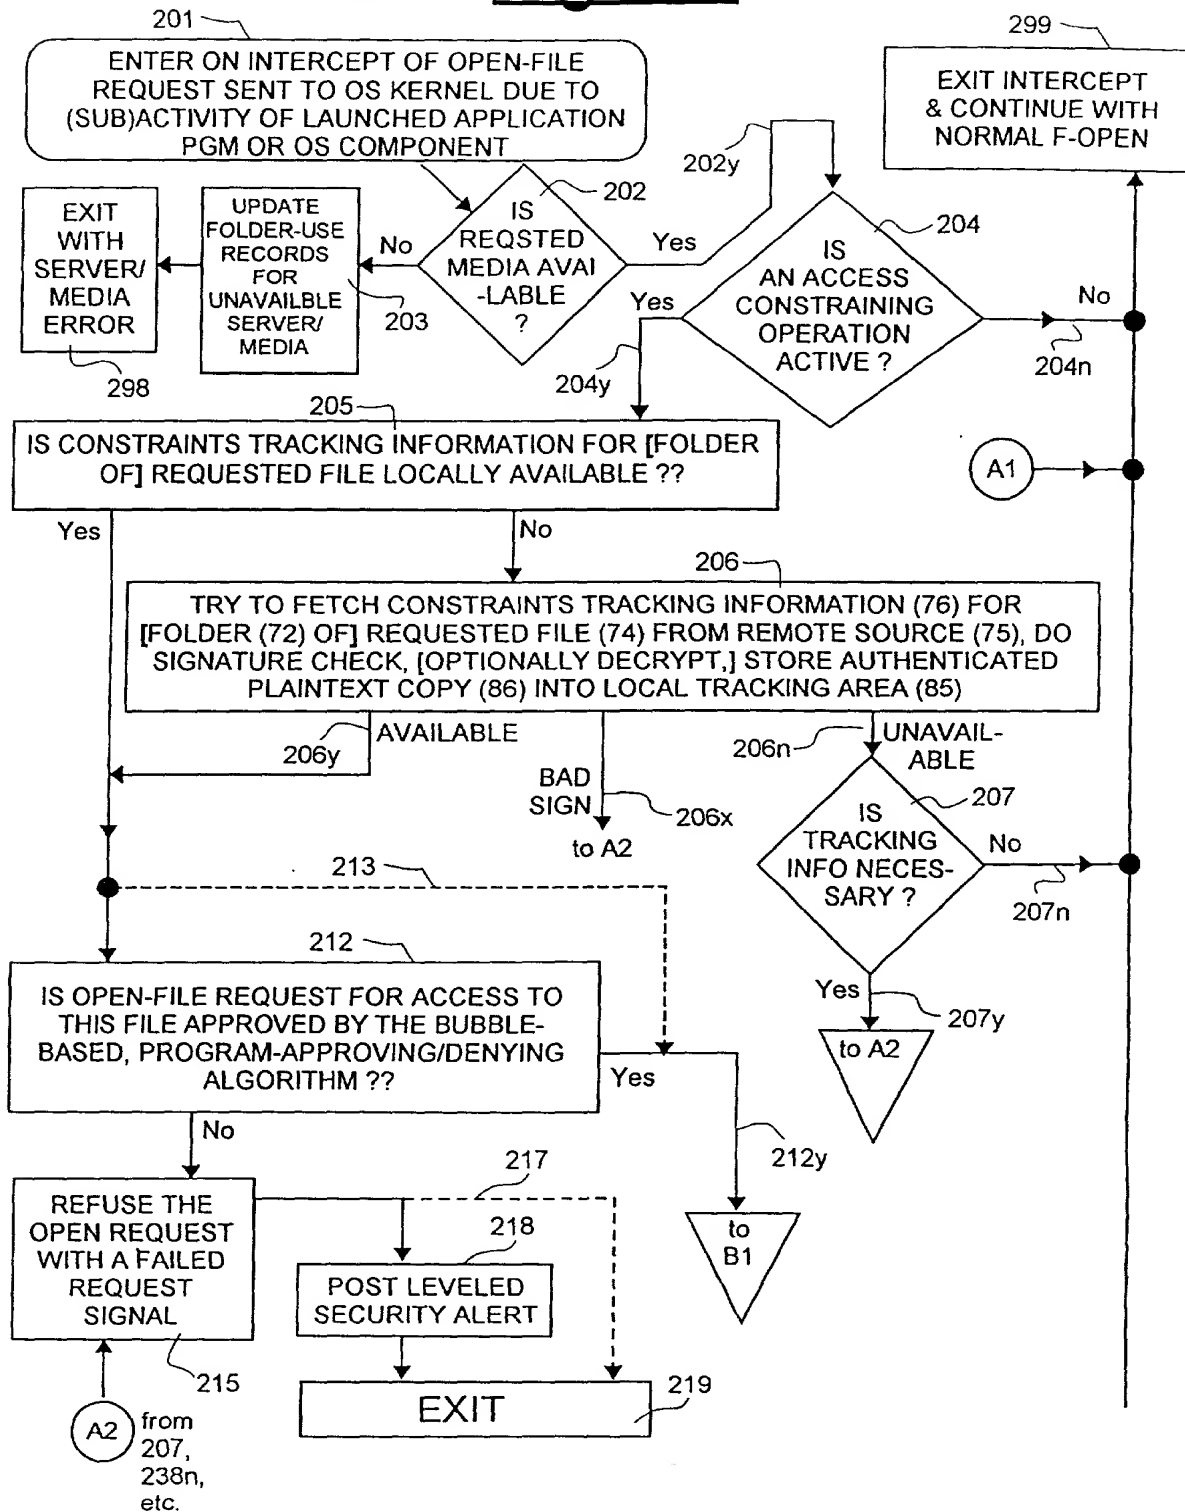 201
ENTER ON INTERCEPT OF OPEN-FILE
REQUEST SENT TO OS KERNEL DUE TO
(SUB)ACTIVITY OF LAUNCHED APPLICATION
PGM OR OS COMPONENT
299
EXIT INTERCEPT
& CONTINUE WITH
NORMAL F-OPEN
202y
202
IS
REQSTED
MEDIA AVAI
-LABLE
?
No
Yes
UPDATE
FOLDER-USE
RECORDS
FOR
UNAVAILBLE
SERVER/
MEDIA
203
EXIT
WITH
SERVER/
MEDIA
ERROR
298
204
IS
AN ACCESS
CONSTRAINING
OPERATION
ACTIVE ?
Yes
204y
No
204n
205
IS CONSTRAINTS TRACKING INFORMATION FOR [FOLDER
OF] REQUESTED FILE LOCALLY AVAILABLE ??
A1
Yes
No
206
TRY TO FETCH CONSTRAINTS TRACKING INFORMATION (76) FOR
[FOLDER (72) OF] REQUESTED FILE (74) FROM REMOTE SOURCE (75), DO
SIGNATURE CHECK, [OPTIONALLY DECRYPT,] STORE AUTHENTICATED
PLAINTEXT COPY (86) INTO LOCAL TRACKING AREA (85)
206y
AVAILABLE
BAD
SIGN
206x
to A2
206n
UNAVAIL-
ABLE
207
IS
TRACKING
INFO NECES-
SARY ?
No
207n
Yes
207y
to A2
213
212
IS OPEN-FILE REQUEST FOR ACCESS TO
THIS FILE APPROVED BY THE BUBBLE-
BASED, PROGRAM-APPROVING/DENYING
ALGORITHM ??
Yes
212y
to
B1
No
REFUSE THE
OPEN REQUEST
WITH A FAILED
REQUEST
SIGNAL
215
217
218
POST LEVELED
SECURITY ALERT
EXIT
219
A2
from
207,
238n,
etc.